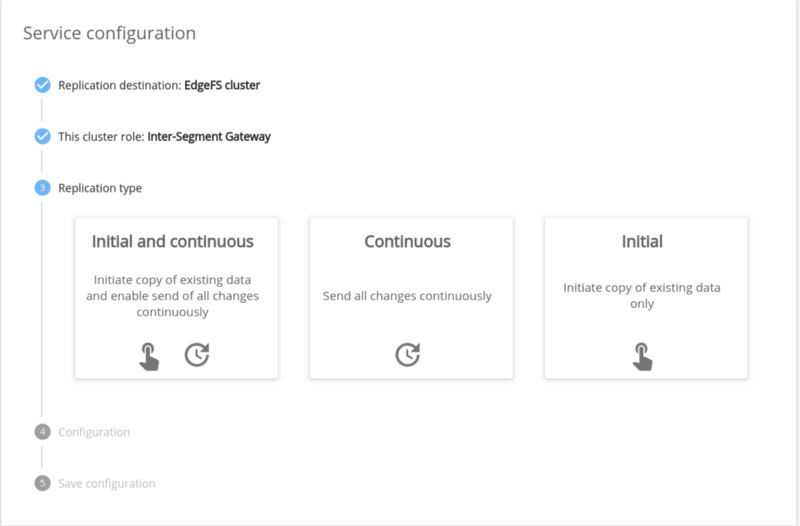 Service configuration
Replication destination: EdgeFS cluster
This cluster role: Inter-Segment Gateway
3 Replication type
Initial and continuous
Initiate copy of existing data
and enable send of all changes
continuously
Continuous
Send all changes continuously
Initial
Initiate copy of existing data
only
4 Configuration
5 Save configuration